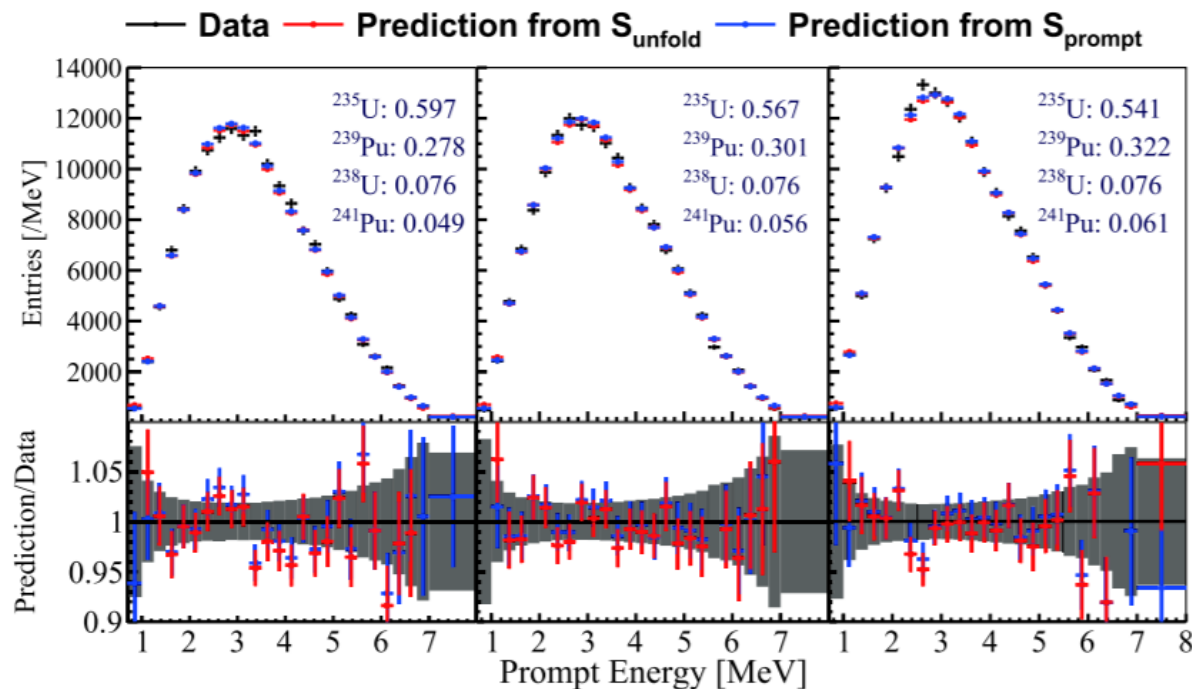 Data Prediction from S_unfold Prediction from S_prompt
14000
12000
10000
8000
6000
4000
2000
Entries [/MeV]
²³⁵U: 0.597
²³⁹Pu: 0.278
²³⁸U: 0.076
²⁴¹Pu: 0.049
²³⁵U: 0.567
²³⁹Pu: 0.301
²³⁸U: 0.076
²⁴¹Pu: 0.056
²³⁵U: 0.541
²³⁹Pu: 0.322
²³⁸U: 0.076
²⁴¹Pu: 0.061
1.05
1
0.95
0.9
Prediction/Data
1 2 3 4 5 6 7 1 2 3 4 5 6 7 1 2 3 4 5 6 7 8
Prompt Energy [MeV]